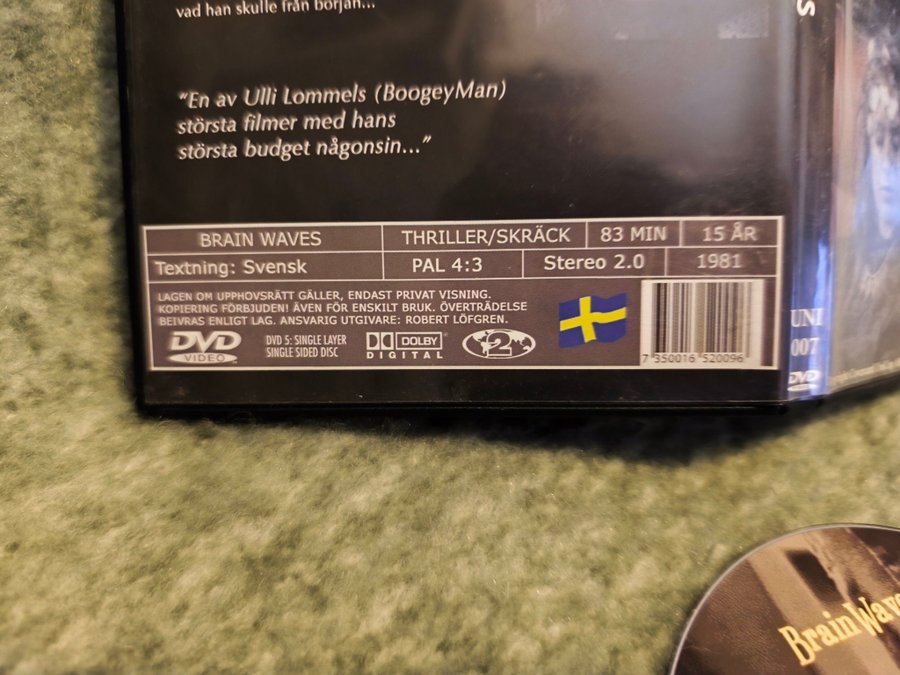 vad han skulle från början...
"En av Ulli Lommels (BoogeyMan)
största filmer med hans
största budget någonsin..."
BRAIN WAVES THRILLER/SKRÄCK 83 MIN 15 ÅR
Textning: Svensk PAL 4:3 Stereo 2.0 1981
LAGEN OM UPPHOVSRÄTT GÄLLER, ENDAST PRIVAT VISNING.
KOPIERING FÖRBJUDEN! ÄVEN FÖR ENSKILT BRUK. ÖVERTRÄDELSE
BEIVRAS ENLIGT LAG. ANSVARIG UTGIVARE: ROBERT LÖFGREN.
DVD VIDEO
DVD 5: SINGLE LAYER
SINGLE SIDED DISC
DOLBY
DIGITAL
2
7 350016 520096
S
UNI
007
DVD
BrainWave